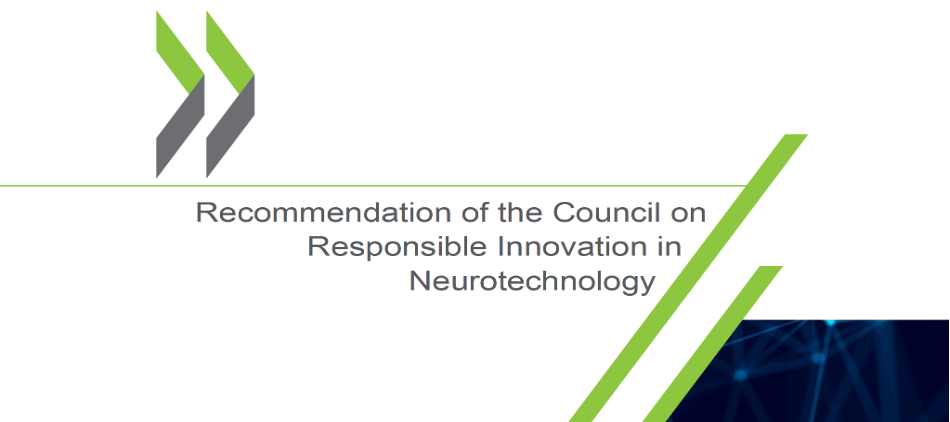 Recommendation of the Council on
Responsible Innovation in
Neurotechnology